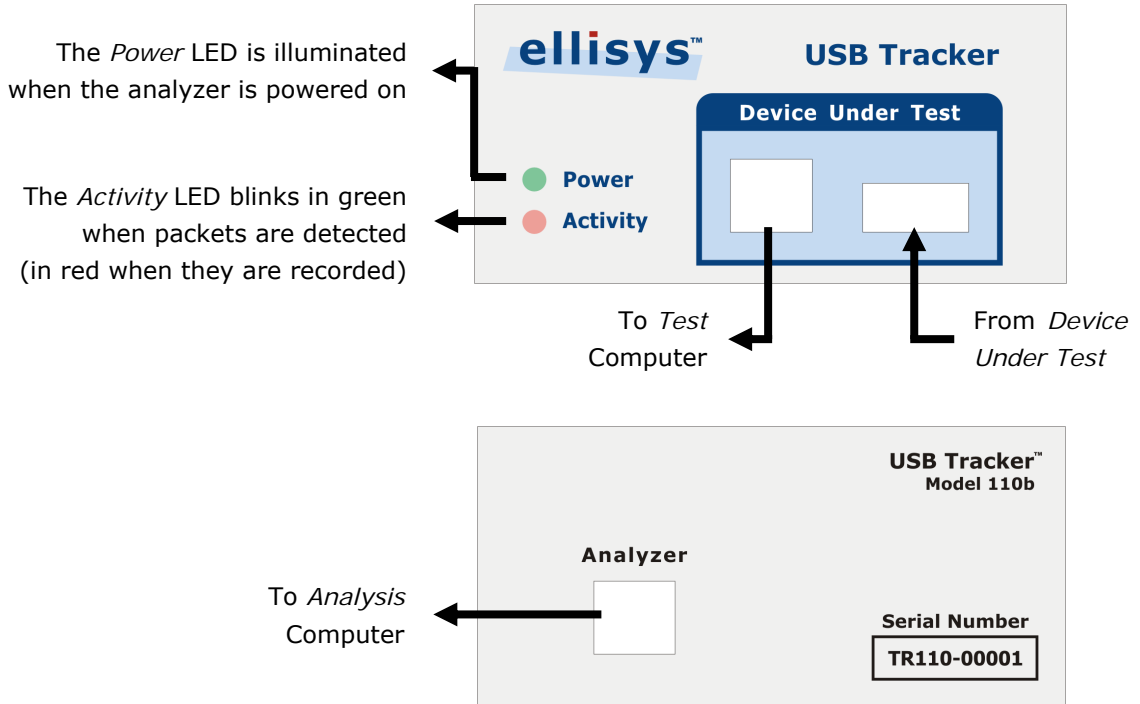 The Power LED is illuminated
when the analyzer is powered on
The Activity LED blinks in green
when packets are detected
(in red when they are recorded)
ellisys™
USB Tracker
Device Under Test
Power
Activity
To Test
Computer
From Device
Under Test
USB Tracker™
Model 110b
Analyzer
To Analysis
Computer
Serial Number
TR110-00001